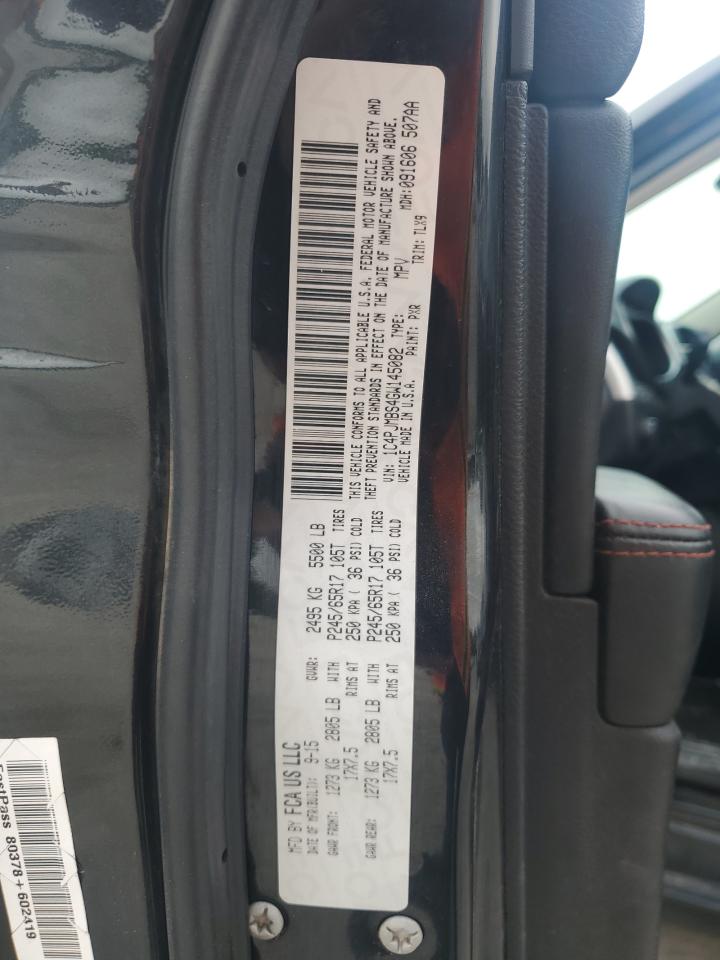 MFD BY FCA US LLC
DATE OF MFR(BUILT): 9-15 GVWR: 2495 KG 5500 LB
GAWR FRONT: 1273 KG 2805 LB WITH P245/65R17 105T TIRES
17X7.5 RIMS AT 250 KPA ( 36 PSI) COLD
GAWR REAR: 1273 KG 2805 LB WITH P245/65R17 105T TIRES
17X7.5 RIMS AT 250 KPA ( 36 PSI) COLD
THIS VEHICLE CONFORMS TO ALL APPLICABLE U.S.A. FEDERAL MOTOR VEHICLE SAFETY AND
THEFT PREVENTION STANDARDS IN EFFECT ON THE DATE OF MANUFACTURE SHOWN ABOVE.
VIN: 1C4PJMBS4GW145082 TYPE: MPV MDH:091606 507AA
VEHICLE MADE IN U.S.A. PAINT: PXR TRIM: TLX9
FastPass 80378+602419